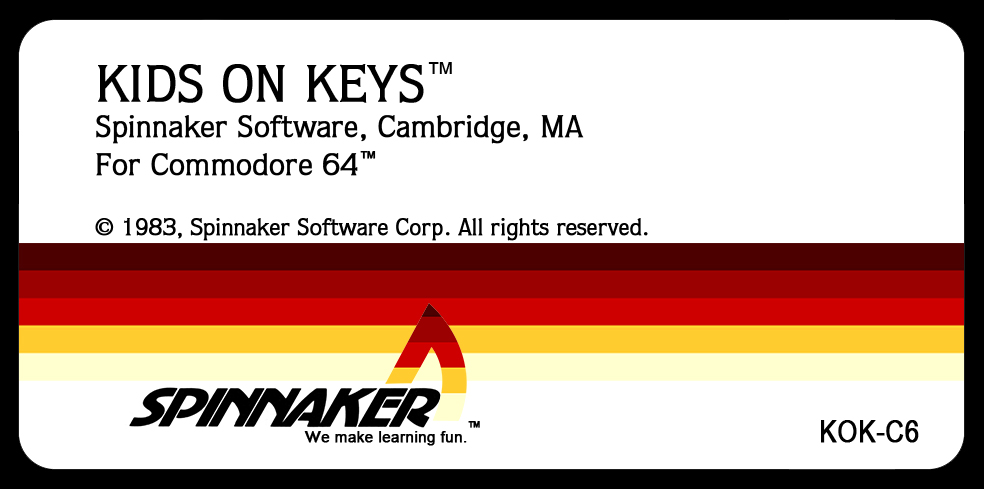 KIDS ON KEYS™
Spinnaker Software, Cambridge, MA
For Commodore 64™
© 1983, Spinnaker Software Corp. All rights reserved.
SPINNAKER™
We make learning fun.
KOK-C6